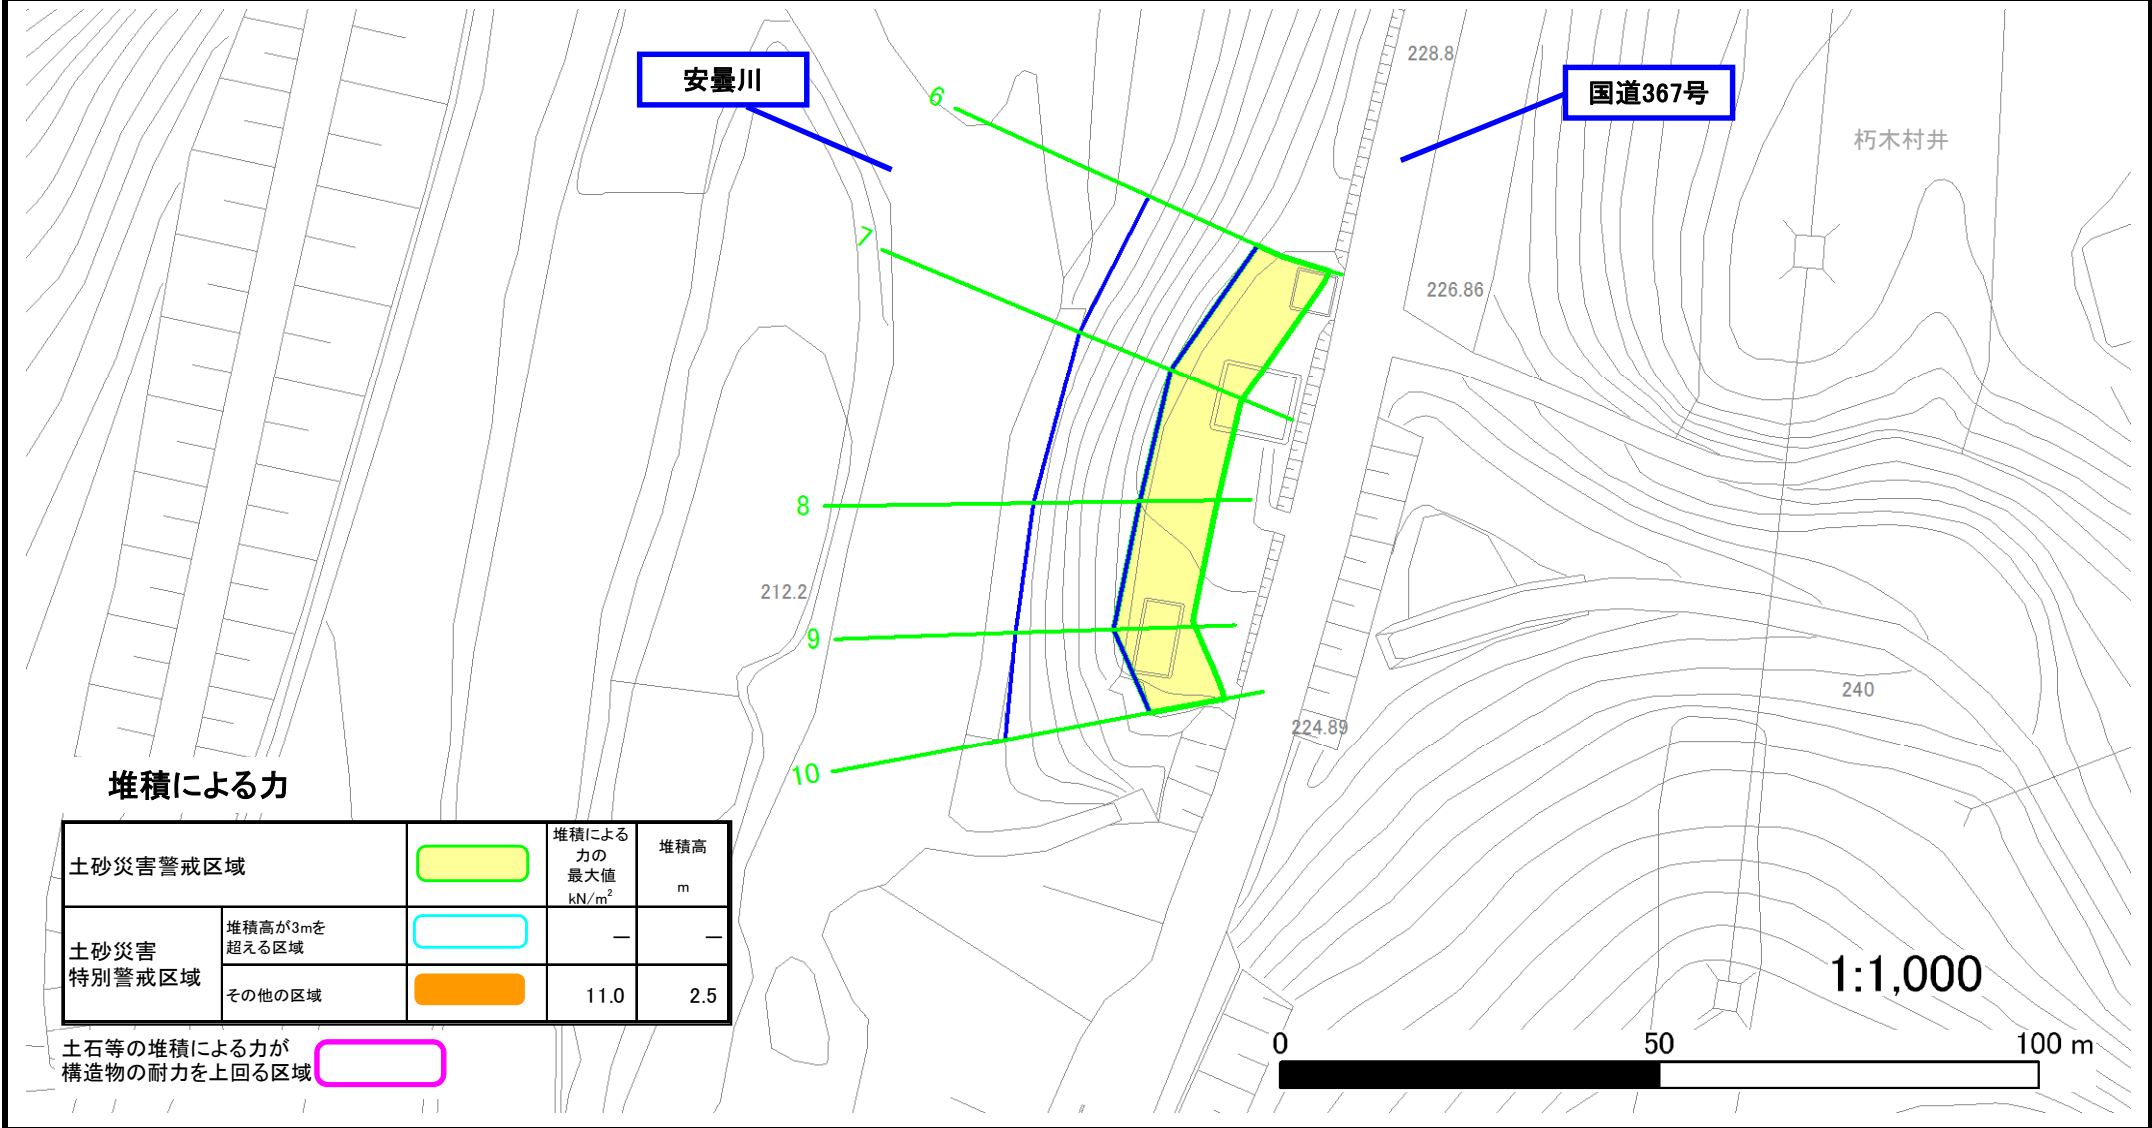 228.8
安曇川
国道367号
6
朽木村井
7
226.86
8
212.2
9
240
224.89
10
堆積による力
土砂災害警戒区域
堆積による
力の
最大値
kN/m²
堆積高
m
土砂災害
特別警戒区域
堆積高が3mを
超える区域
－
－
その他の区域
11.0
2.5
土石等の堆積による力が
構造物の耐力を上回る区域
1:1,000
0
50
100 m